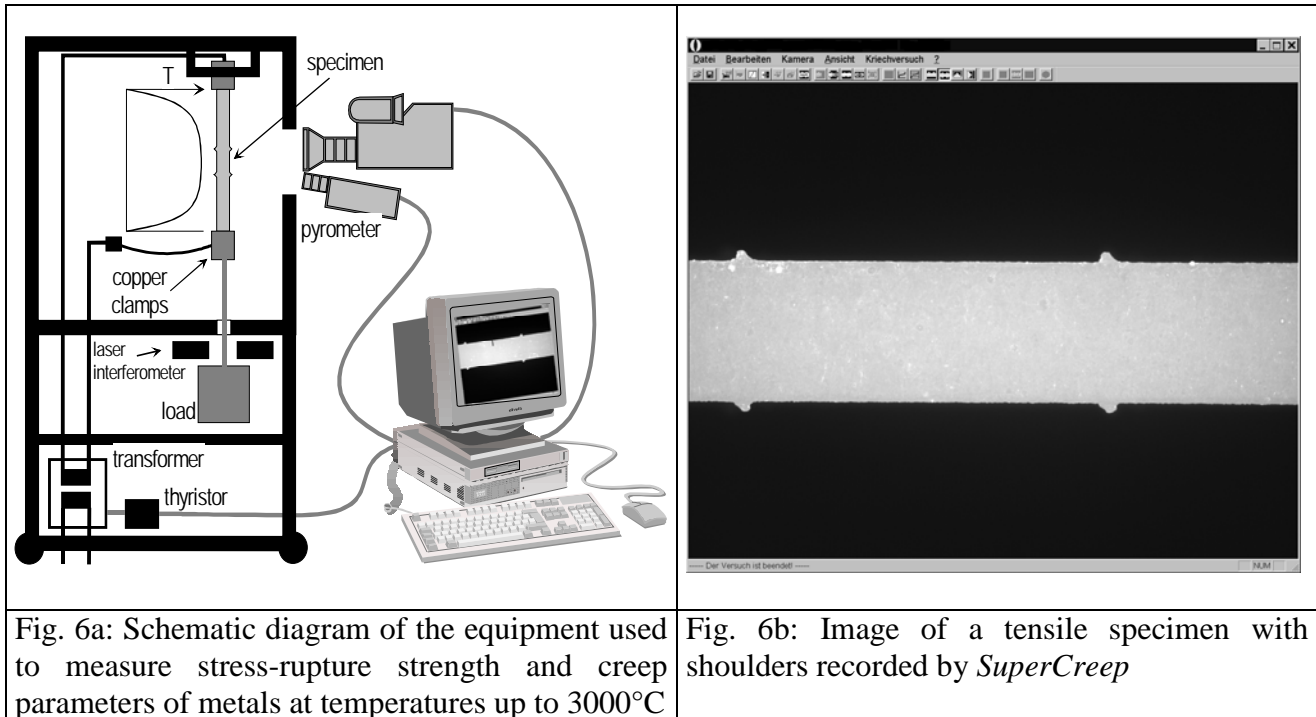 T
specimen
pyrometer
copper
clamps
laser
interferometer
load
transformer
thyristor
Datei Bearbeiten Kamera Ansicht Kriechversuch ?
----- Der Versuch ist beendet! -----
NUM
Fig. 6a: Schematic diagram of the equipment used
to measure stress-rupture strength and creep
parameters of metals at temperatures up to 3000°C
Fig. 6b: Image of a tensile specimen with
shoulders recorded by SuperCreep